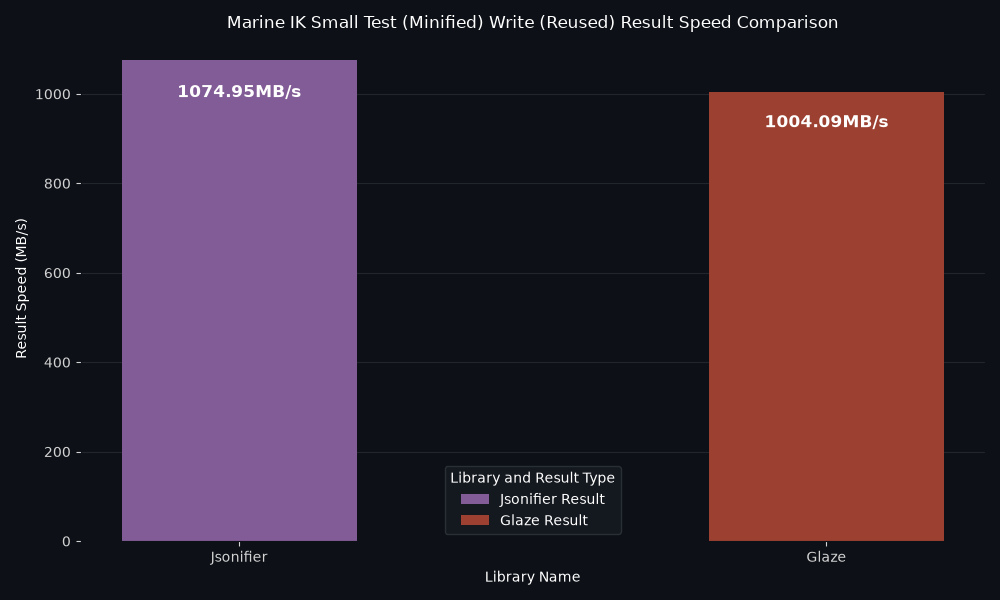 Marine IK Small Test (Minified) Write (Reused) Result Speed Comparison
1074.95MB/s
1004.09MB/s
1000
800
600
400
200
0
Result Speed (MB/s)
Library and Result Type
Jsonifier Result
Glaze Result
Jsonifier
Glaze
Library Name